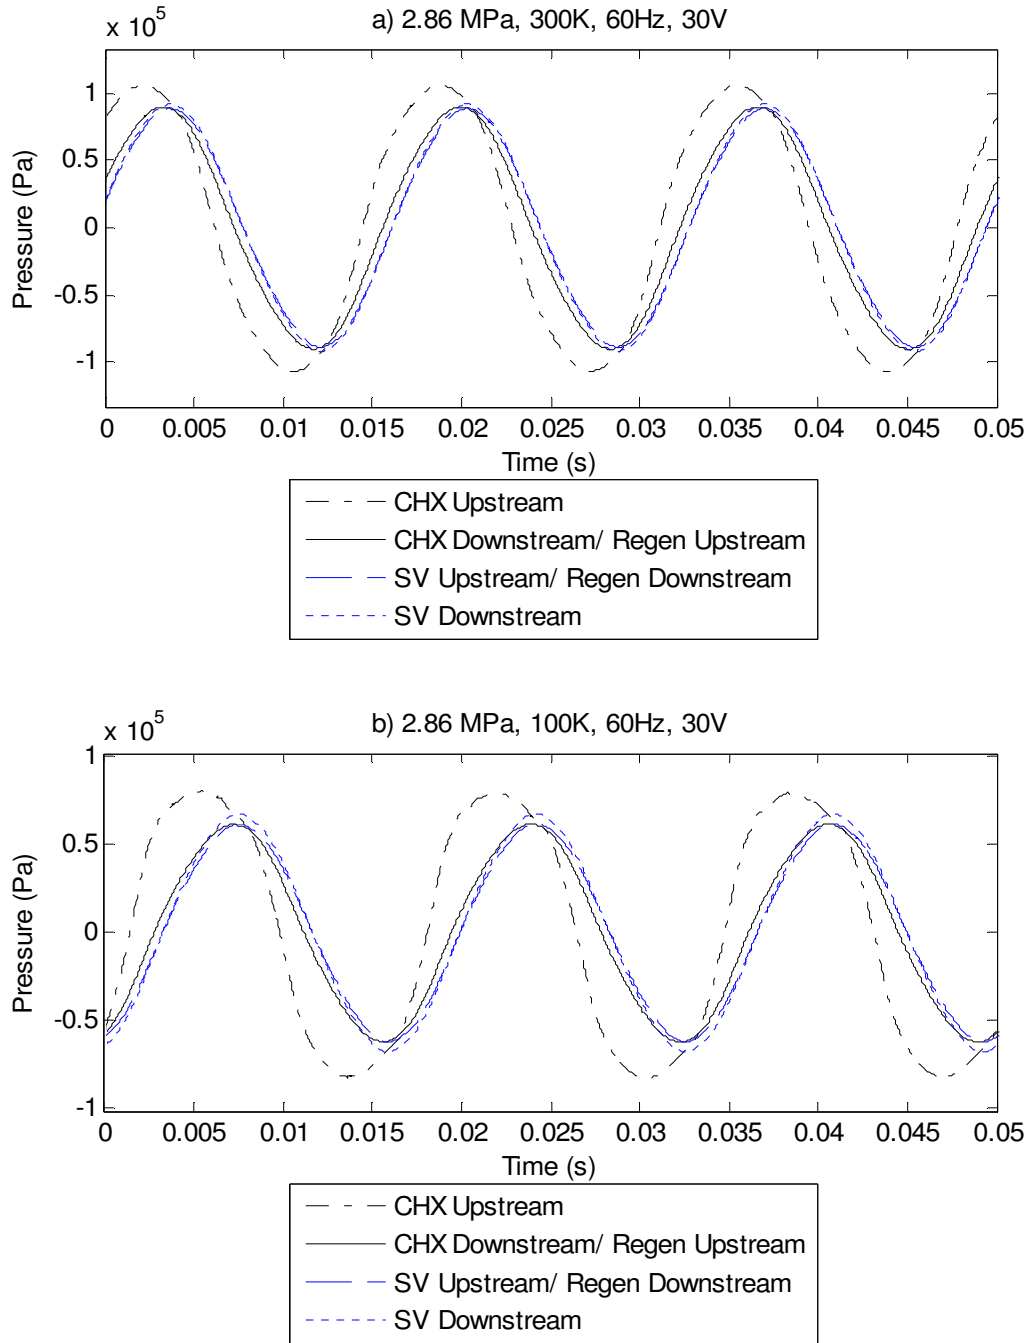 a) 2.86 MPa, 300K, 60Hz, 30V
x 10^5
Pressure (Pa)
1
0.5
0
-0.5
-1
0 0.005 0.01 0.015 0.02 0.025 0.03 0.035 0.04 0.045 0.05
Time (s)
CHX Upstream
CHX Downstream/ Regen Upstream
SV Upstream/ Regen Downstream
SV Downstream
b) 2.86 MPa, 100K, 60Hz, 30V
x 10^5
Pressure (Pa)
1
0.5
0
-0.5
-1
0 0.005 0.01 0.015 0.02 0.025 0.03 0.035 0.04 0.045 0.05
Time (s)
CHX Upstream
CHX Downstream/ Regen Upstream
SV Upstream/ Regen Downstream
SV Downstream